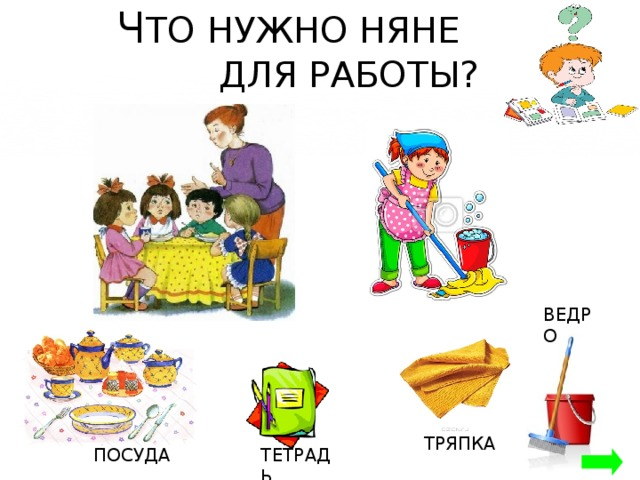 ЧТО НУЖНО НЯНЕ
ДЛЯ РАБОТЫ?
ВЕДР
О
ТРЯПКА
ПОСУДА
ТЕТРАД
Ь